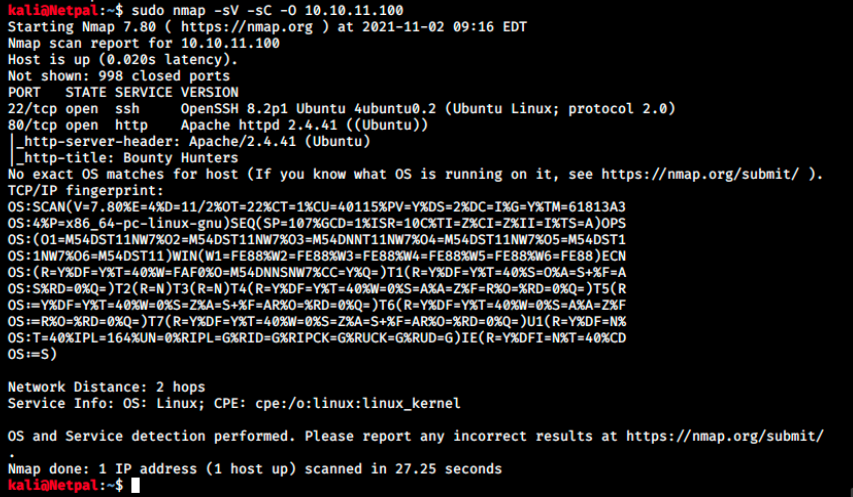 kali@Netpal:~$ sudo nmap -sV -sC -O 10.10.11.100
Starting Nmap 7.80 ( https://nmap.org ) at 2021-11-02 09:16 EDT
Nmap scan report for 10.10.11.100
Host is up (0.020s latency).
Not shown: 998 closed ports
PORT   STATE SERVICE VERSION
22/tcp open  ssh     OpenSSH 8.2p1 Ubuntu 4ubuntu0.2 (Ubuntu Linux; protocol 2.0)
80/tcp open  http    Apache httpd 2.4.41 ((Ubuntu))
|_http-server-header: Apache/2.4.41 (Ubuntu)
|_http-title: Bounty Hunters
No exact OS matches for host (If you know what OS is running on it, see https://nmap.org/submit/ ).
TCP/IP fingerprint:
OS:SCAN(V=7.80%E=4%D=11/2%OT=22%CT=1%CU=40115%PV=Y%DS=2%DC=I%G=Y%TM=61813A3
OS:4%P=x86_64-pc-linux-gnu)SEQ(SP=107%GCD=1%ISR=10C%TI=Z%CI=Z%II=I%TS=A)OPS
OS:(O1=M54DST11NW7%O2=M54DST11NW7%O3=M54DNNT11NW7%O4=M54DST11NW7%O5=M54DST1
OS:1NW7%O6=M54DST11)WIN(W1=FE88%W2=FE88%W3=FE88%W4=FE88%W5=FE88%W6=FE88)ECN
OS:(R=Y%DF=Y%T=40%W=FAF0%O=M54DNNSNW7%CC=Y%Q=)T1(R=Y%DF=Y%T=40%S=O%A=S+%F=A
OS:S%RD=0%Q=)T2(R=N)T3(R=N)T4(R=Y%DF=Y%T=40%W=0%S=A%A=Z%F=R%O=%RD=0%Q=)T5(R
OS:=Y%DF=Y%T=40%W=0%S=Z%A=S+%F=AR%O=%RD=0%Q=)T6(R=Y%DF=Y%T=40%W=0%S=A%A=Z%F
OS:=R%O=%RD=0%Q=)T7(R=Y%DF=Y%T=40%W=0%S=Z%A=S+%F=AR%O=%RD=0%Q=)U1(R=Y%DF=N%
OS:T=40%IPL=164%UN=0%RIPL=G%RID=G%RIPCK=G%RUCK=G%RUD=G)IE(R=Y%DFI=N%T=40%CD
OS:=S)
Network Distance: 2 hops
Service Info: OS: Linux; CPE: cpe:/o:linux:linux_kernel
OS and Service detection performed. Please report any incorrect results at https://nmap.org/submit/
.
Nmap done: 1 IP address (1 host up) scanned in 27.25 seconds
kali@Netpal:~$